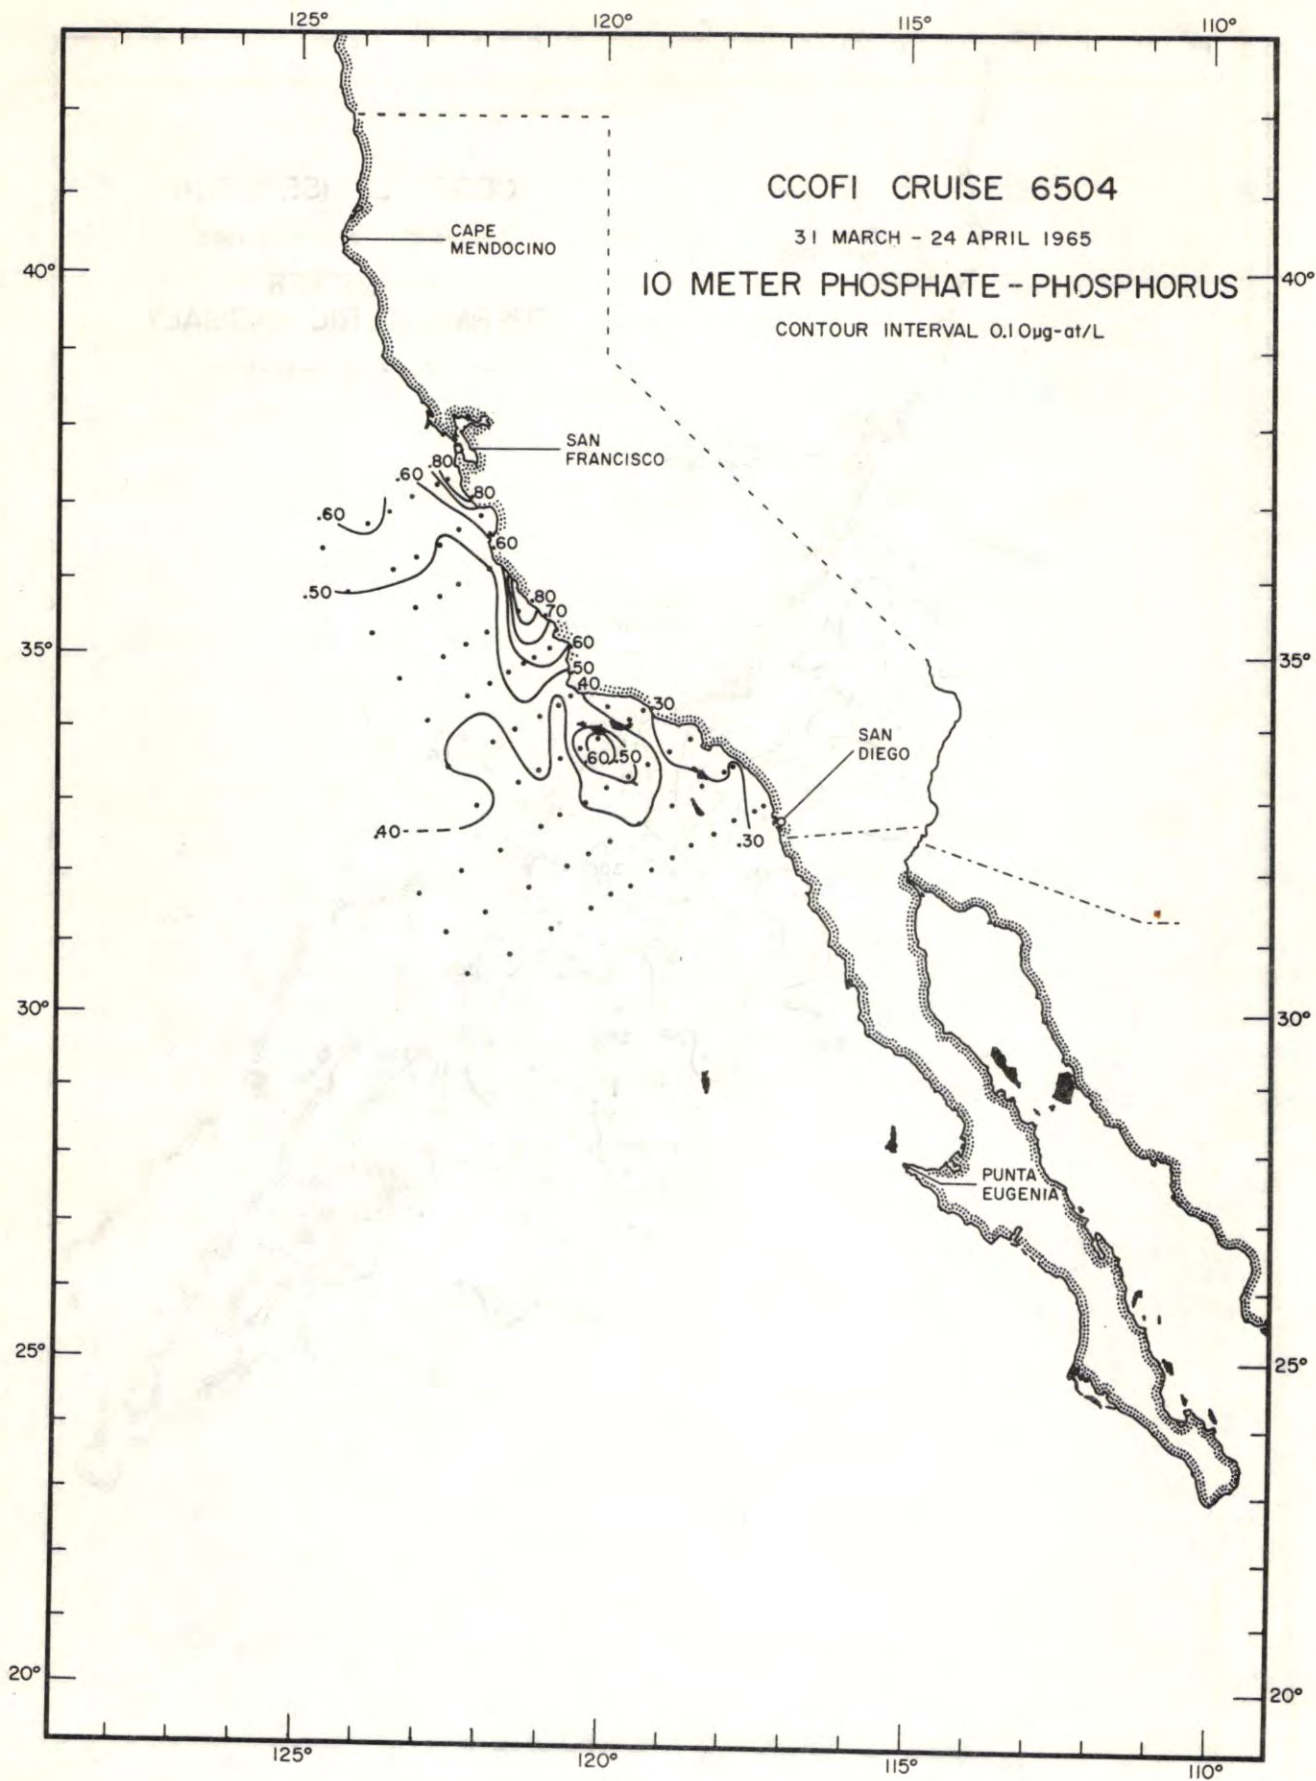 125° 120° 115° 110°
CCOFI CRUISE 6504
31 MARCH - 24 APRIL 1965
10 METER PHOSPHATE-PHOSPHORUS
CONTOUR INTERVAL 0.10µg-at/L
CAPE
MENDOCINO
40° 40°
SAN
FRANCISCO
.80
.60
.80
.60
.60
.50
.80
.70
.60
35° 35°
.50
.40
.30
SAN
DIEGO
.60 .50
.40
.30
30° 30°
PUNTA
EUGENIA
25° 25°
20° 20°
125° 120° 115° 110°